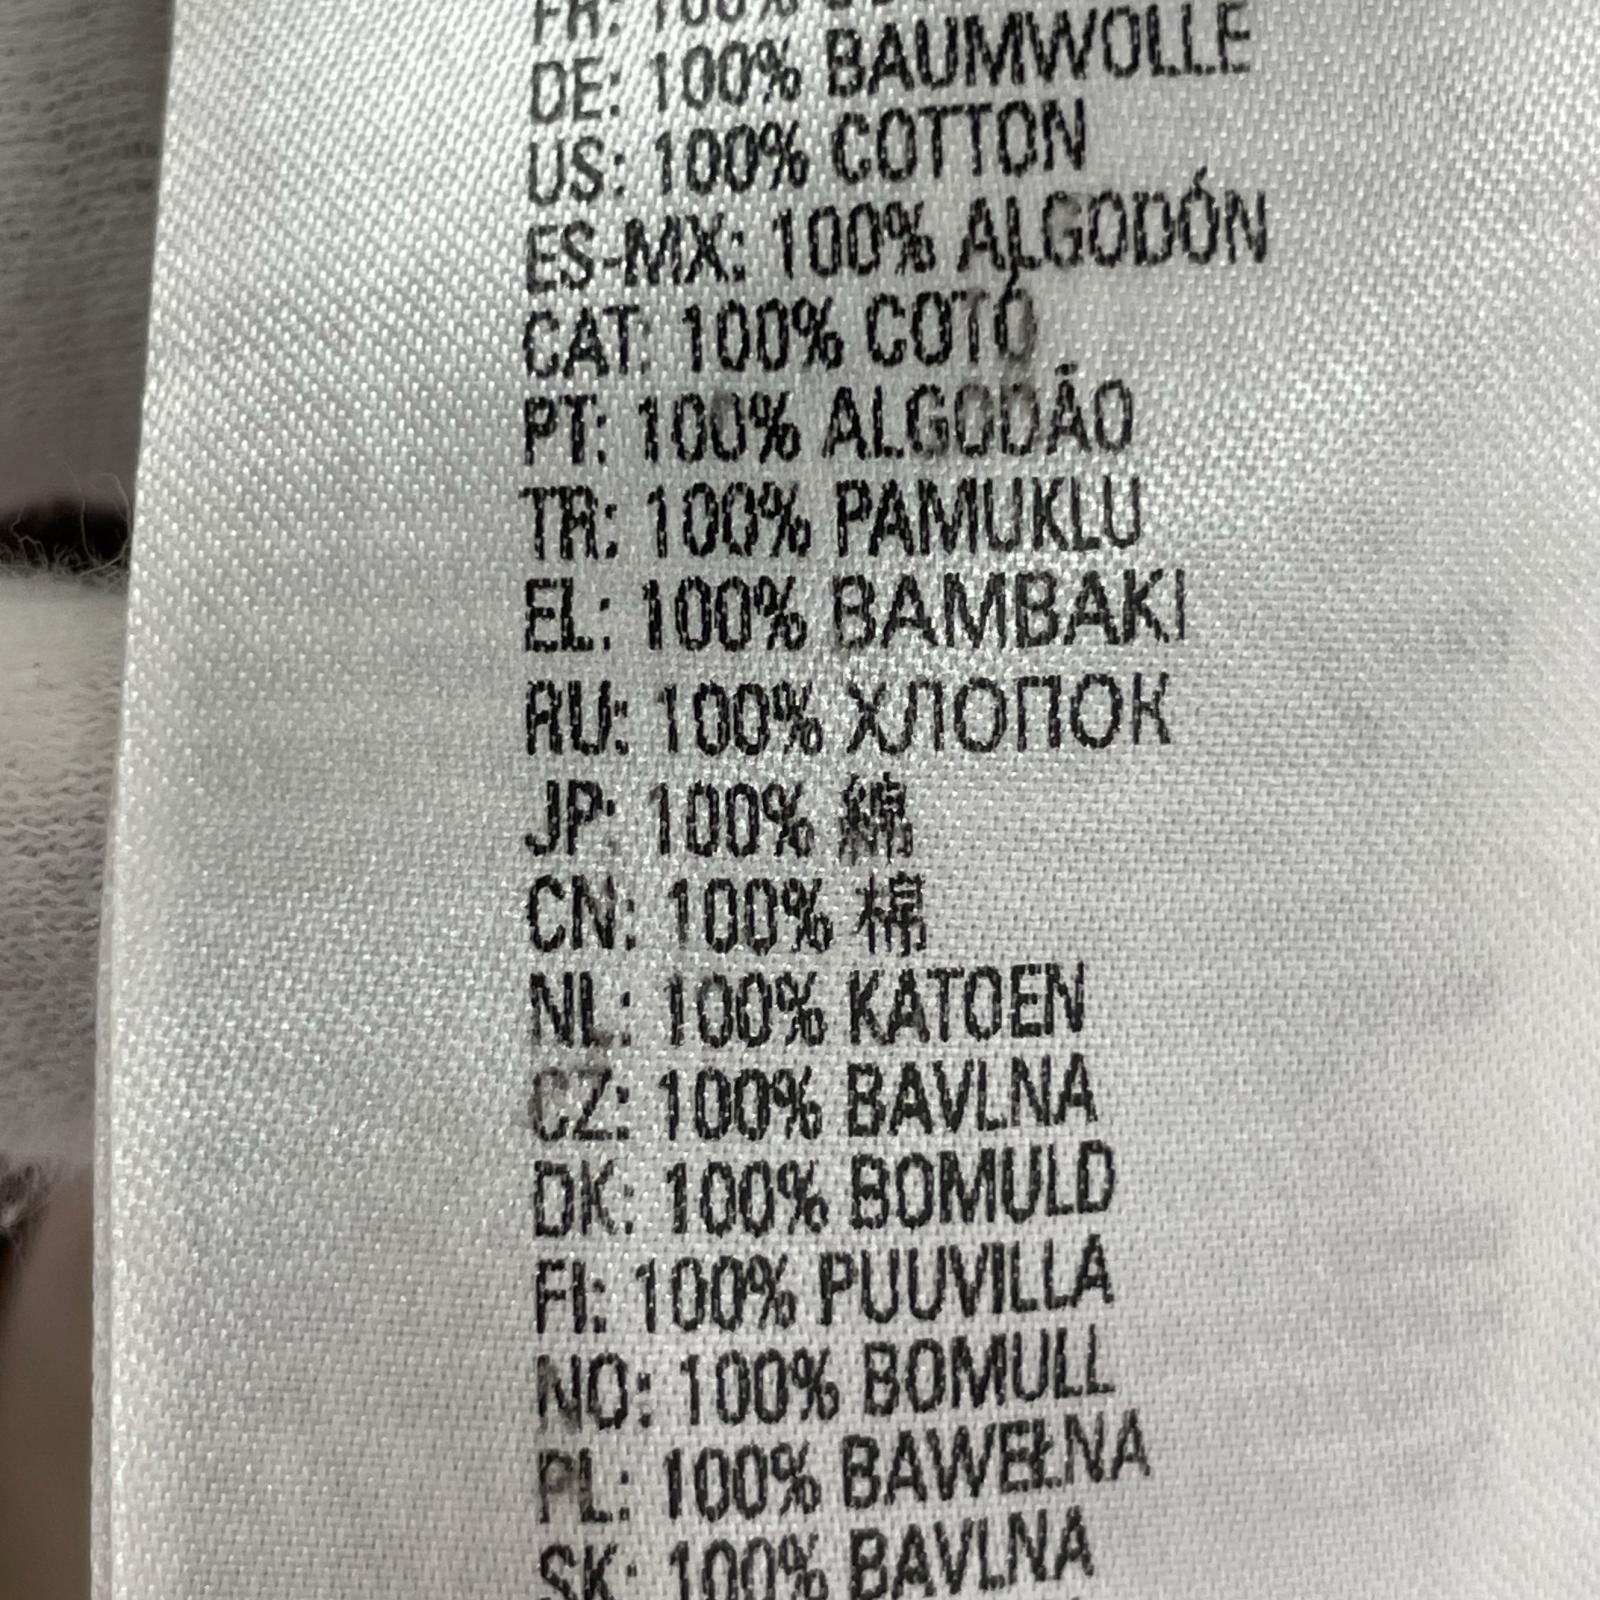 FR: 100%
DE: 100% BAUMWOLLE
US: 100% COTTON
ES-MX: 100% ALGODÓN
CAT: 100% COTÓ
PT: 100% ALGODÃO
TR: 100% PAMUKLU
EL: 100% BAMBAKI
RU: 100% ХЛОПОК
JP: 100% 綿
CN: 100% 棉
NL: 100% KATOEN
CZ: 100% BAVLNA
DK: 100% BOMULD
FI: 100% PUUVILLA
NO: 100% BOMULL
PL: 100% BAWEŁNA
SK: 100% BAVLNA